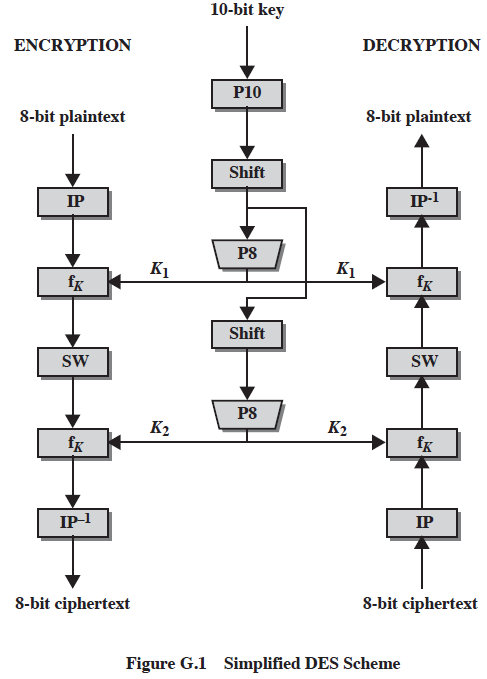 10-bit key
ENCRYPTION
DECRYPTION
P10
8-bit plaintext
8-bit plaintext
Shift
IP
IP-1
P8
K1
K1
fK
fK
Shift
SW
SW
P8
K2
K2
fK
fK
IP–1
IP
8-bit ciphertext
8-bit ciphertext
Figure G.1 Simplified DES Scheme